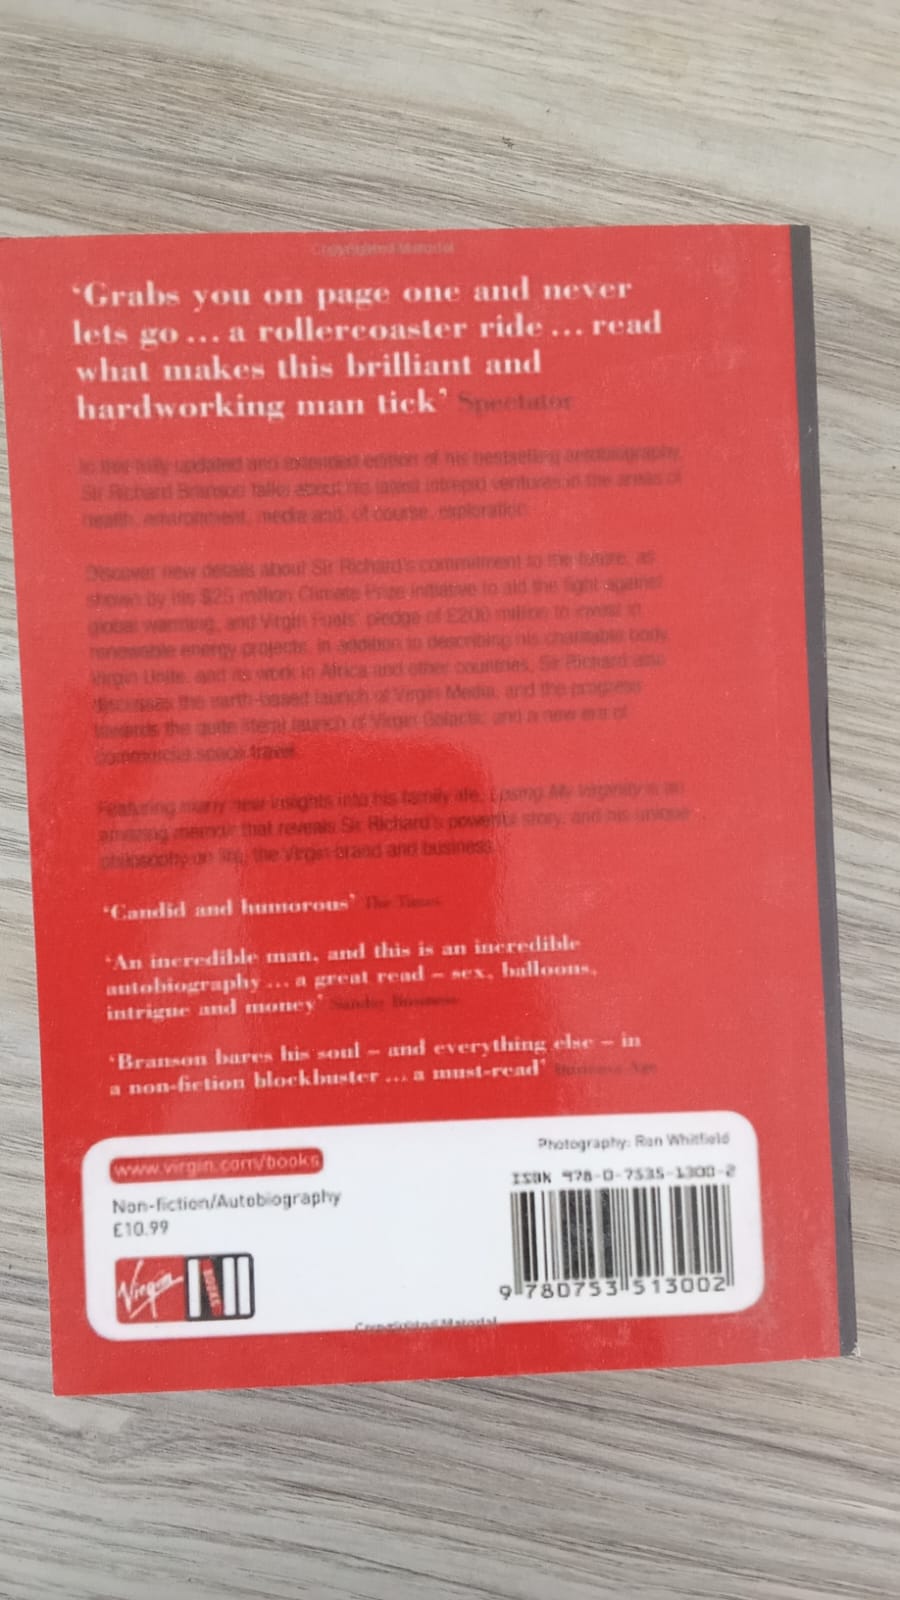 Copyrighted Material
‘Grabs you on page one and never
lets go ... a rollercoaster ride ... read
what makes this brilliant and
hardworking man tick’ Spectator
In this fully updated and extended edition of his bestselling autobiography,
Sir Richard Branson talks about his latest intrepid ventures in the areas of
health, environment, media and, of course, exploration.
Discover new details about Sir Richard's commitment to the future, as
shown by his $25 million Climate Prize initiative to aid the fight against
global warming, and Virgin Fuels' pledge of £200 million to invest in
renewable energy projects. In addition to describing his charitable body
Virgin Unite, and its work in Africa and other countries, Sir Richard also
discusses the earth-based launch of Virgin Media, and the progress
towards the quite literal launch of Virgin Galactic and a new era of
commercial space travel.
Featuring many new insights into his family life, Losing My Virginity is an
amazing memoir that reveals Sir Richard's powerful story, and his unique
philosophy on life, the Virgin brand and business.
‘Candid and humorous’ The Times
‘An incredible man, and this is an incredible
autobiography ... a great read – sex, balloons,
intrigue and money’ Sunday Business
‘Branson bares his soul – and everything else – in
a non-fiction blockbuster ... a must-read’ Business Age
www.virgin.com/books
Non-fiction/Autobiography
£10.99
Virgin BOOKS
Photography: Ron Whitfield
ISBN 978-0-7535-1300-2
9 780753 513002
Copyrighted Material